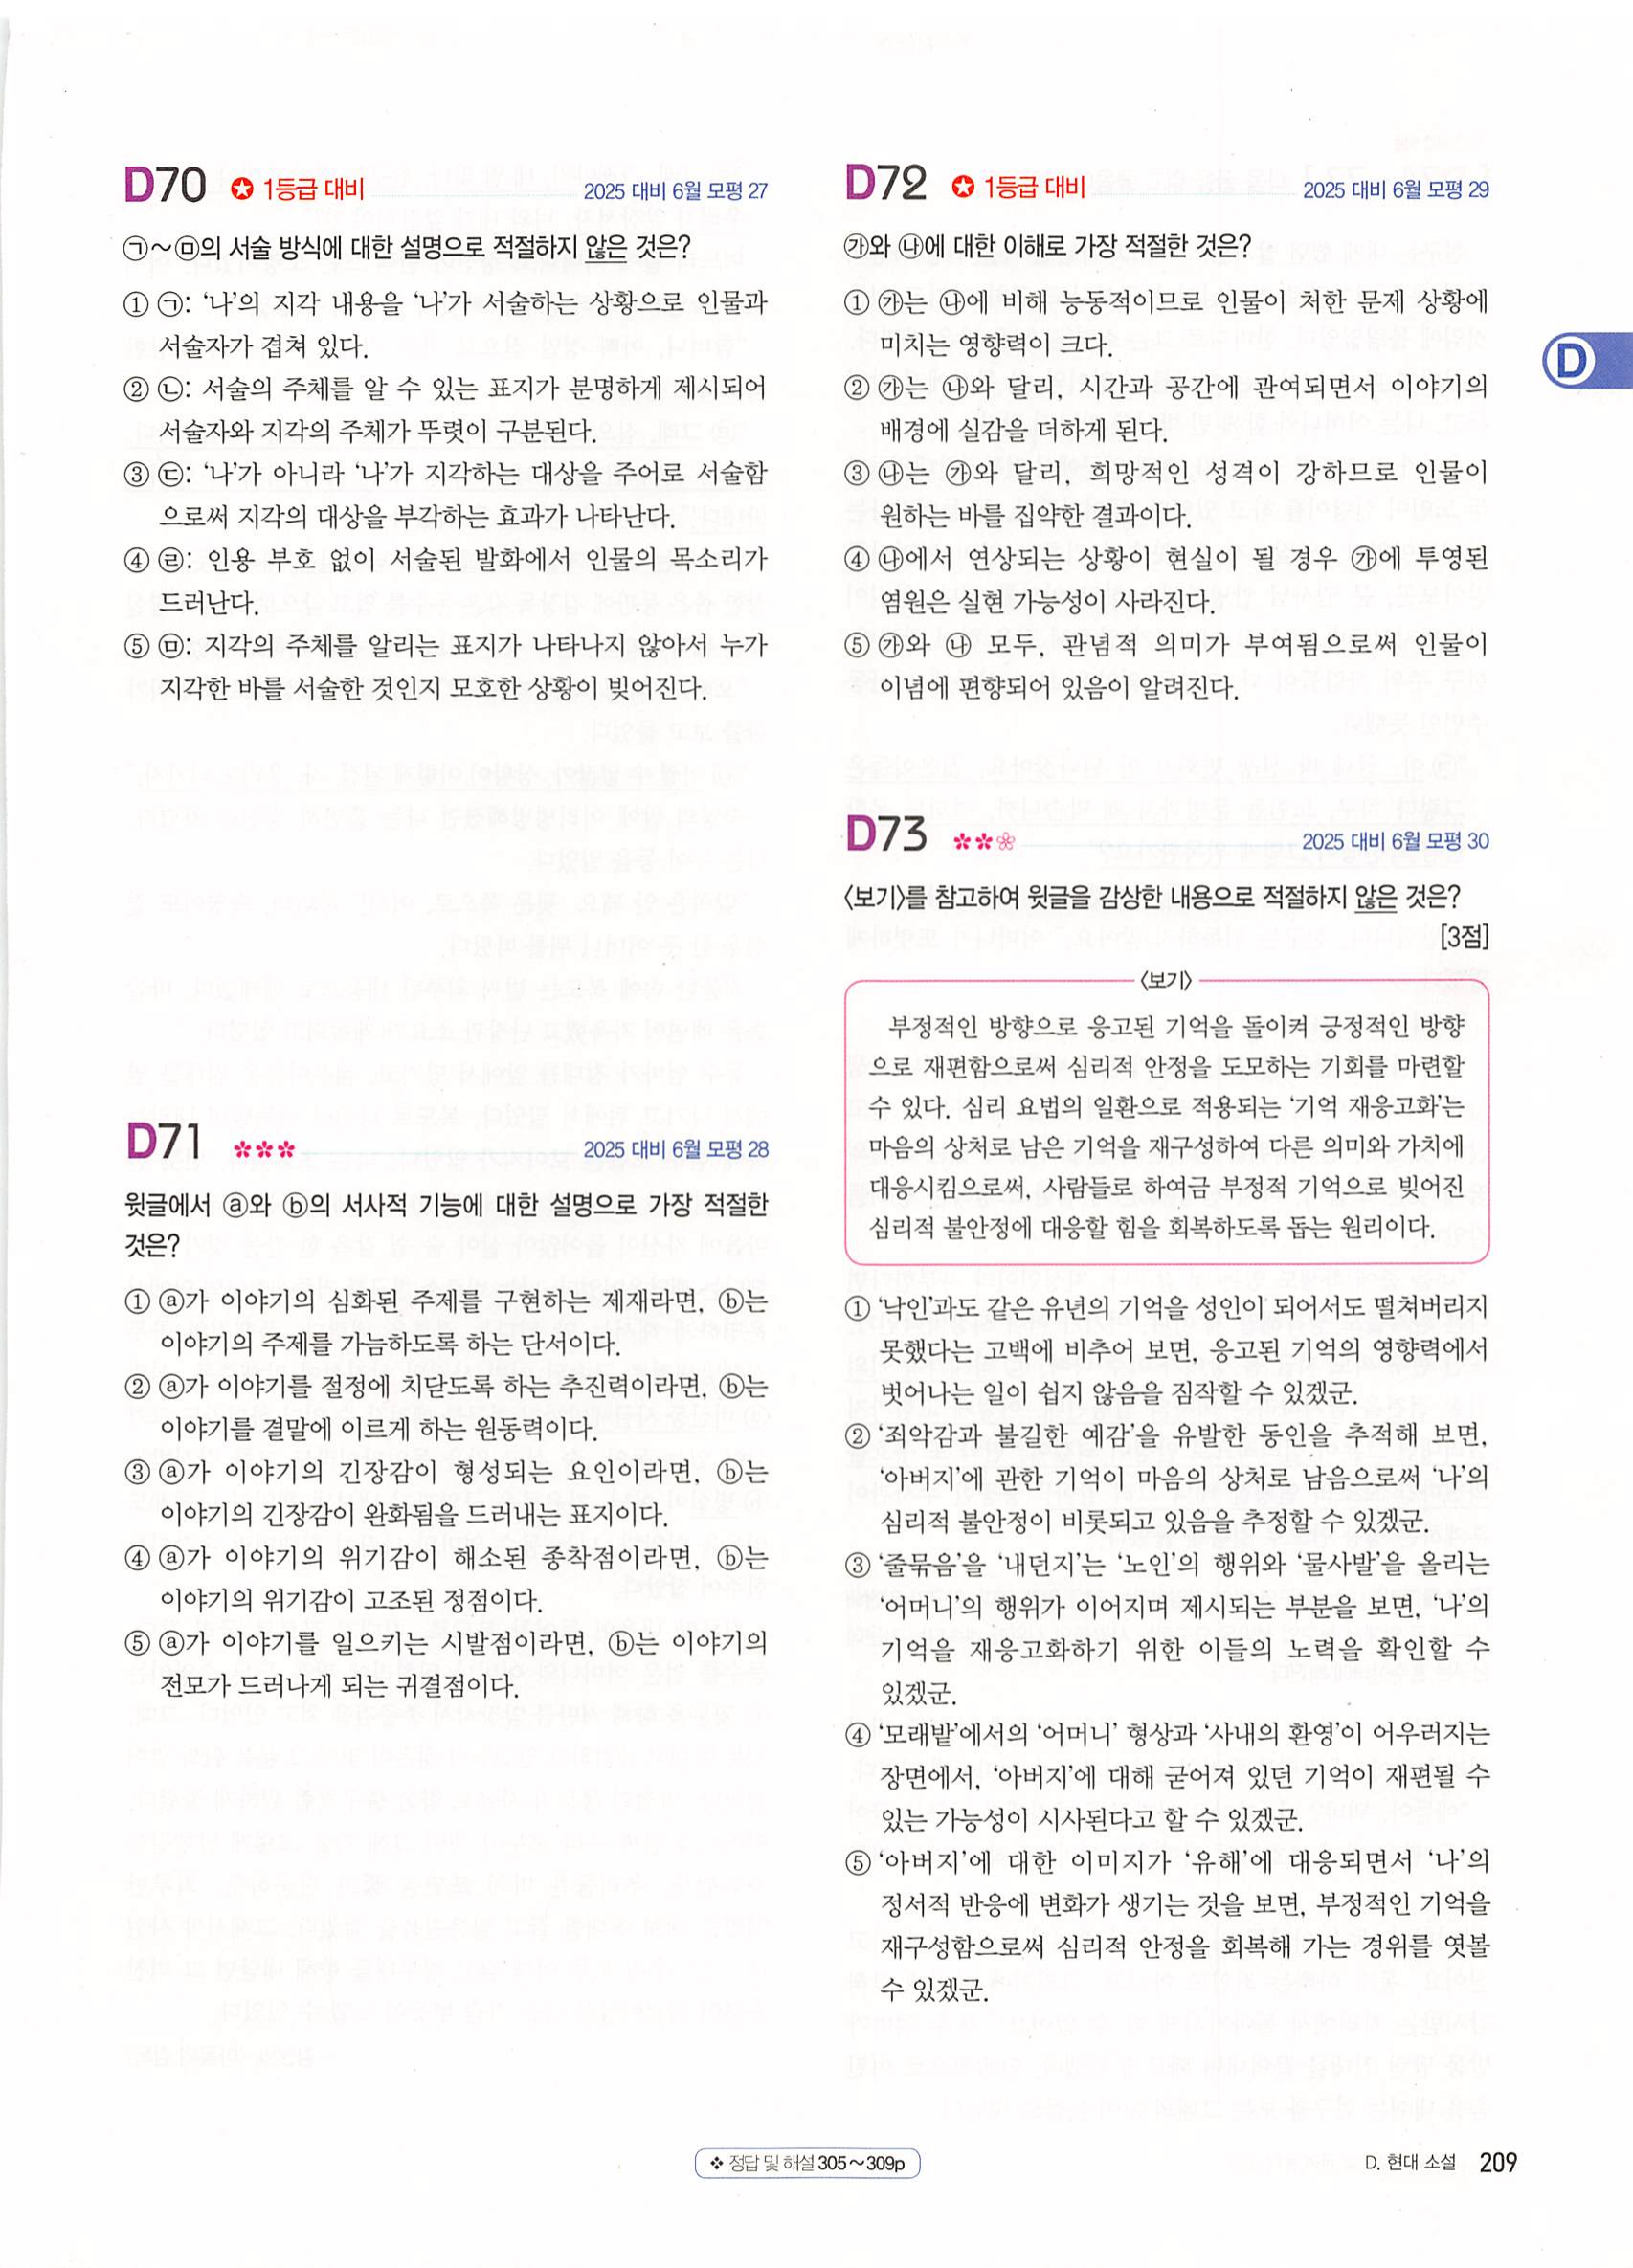 D70 ✪ 1등급 대비 2025 대비 6월 모평 27
㉠~㉤의 서술 방식에 대한 설명으로 적절하지 않은 것은?
① ㉠: ‘나’의 지각 내용을 ‘나’가 서술하는 상황으로 인물과
서술자가 겹쳐 있다.
② ㉡: 서술의 주체를 알 수 있는 표지가 분명하게 제시되어
서술자와 지각의 주체가 뚜렷이 구분된다.
③ ㉢: ‘나’가 아니라 ‘나’가 지각하는 대상을 주어로 서술함
으로써 지각의 대상을 부각하는 효과가 나타난다.
④ ㉣: 인용 부호 없이 서술된 발화에서 인물의 목소리가
드러난다.
⑤ ㉤: 지각의 주체를 알리는 표지가 나타나지 않아서 누가
지각한 바를 서술한 것인지 모호한 상황이 빚어진다.
D71 ✲✲✲ 2025 대비 6월 모평 28
윗글에서 ⓐ와 ⓑ의 서사적 기능에 대한 설명으로 가장 적절한
것은?
① ⓐ가 이야기의 심화된 주제를 구현하는 제재라면, ⓑ는
이야기의 주제를 가늠하도록 하는 단서이다.
② ⓐ가 이야기를 절정에 치닫도록 하는 추진력이라면, ⓑ는
이야기를 결말에 이르게 하는 원동력이다.
③ ⓐ가 이야기의 긴장감이 형성되는 요인이라면, ⓑ는
이야기의 긴장감이 완화됨을 드러내는 표지이다.
④ ⓐ가 이야기의 위기감이 해소된 종착점이라면, ⓑ는
이야기의 위기감이 고조된 정점이다.
⑤ ⓐ가 이야기를 일으키는 시발점이라면, ⓑ는 이야기의
전모가 드러나게 되는 귀결점이다.
D72 ✪ 1등급 대비 2025 대비 6월 모평 29
㉮와 ㉯에 대한 이해로 가장 적절한 것은?
① ㉮는 ㉯에 비해 능동적이므로 인물이 처한 문제 상황에
미치는 영향력이 크다.
② ㉮는 ㉯와 달리, 시간과 공간에 관여되면서 이야기의
배경에 실감을 더하게 된다.
③ ㉯는 ㉮와 달리, 희망적인 성격이 강하므로 인물이
원하는 바를 집약한 결과이다.
④ ㉯에서 연상되는 상황이 현실이 될 경우 ㉮에 투영된
염원은 실현 가능성이 사라진다.
⑤ ㉮와 ㉯ 모두, 관념적 의미가 부여됨으로써 인물이
이념에 편향되어 있음이 알려진다.
D73 ✲✲❀ 2025 대비 6월 모평 30
〈보기〉를 참고하여 윗글을 감상한 내용으로 적절하지 않은 것은?
[3점]
〈보기〉
부정적인 방향으로 응고된 기억을 돌이켜 긍정적인 방향
으로 재편함으로써 심리적 안정을 도모하는 기회를 마련할
수 있다. 심리 요법의 일환으로 적용되는 ‘기억 재응고화’는
마음의 상처로 남은 기억을 재구성하여 다른 의미와 가치에
대응시킴으로써, 사람들로 하여금 부정적 기억으로 빚어진
심리적 불안정에 대응할 힘을 회복하도록 돕는 원리이다.
① ‘낙인’과도 같은 유년의 기억을 성인이 되어서도 떨쳐버리지
못했다는 고백에 비추어 보면, 응고된 기억의 영향력에서
벗어나는 일이 쉽지 않음을 짐작할 수 있겠군.
② ‘죄악감과 불길한 예감’을 유발한 동인을 추적해 보면,
‘아버지’에 관한 기억이 마음의 상처로 남음으로써 ‘나’의
심리적 불안정이 비롯되고 있음을 추정할 수 있겠군.
③ ‘줄묶음’을 ‘내던지’는 ‘노인’의 행위와 ‘물사발’을 올리는
‘어머니’의 행위가 이어지며 제시되는 부분을 보면, ‘나’의
기억을 재응고화하기 위한 이들의 노력을 확인할 수
있겠군.
④ ‘모래밭’에서의 ‘어머니’ 형상과 ‘사내의 환영’이 어우러지는
장면에서, ‘아버지’에 대해 굳어져 있던 기억이 재편될 수
있는 가능성이 시사된다고 할 수 있겠군.
⑤ ‘아버지’에 대한 이미지가 ‘유해’에 대응되면서 ‘나’의
정서적 반응에 변화가 생기는 것을 보면, 부정적인 기억을
재구성함으로써 심리적 안정을 회복해 가는 경위를 엿볼
수 있겠군.
D
❖ 정답 및 해설 305~309p
D. 현대 소설 209